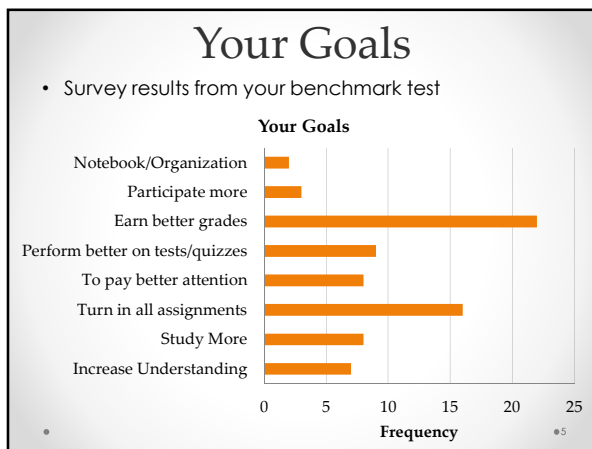 Your Goals
• Survey results from your benchmark test
Your Goals
Notebook/Organization
Participate more
Earn better grades
Perform better on tests/quizzes
To pay better attention
Turn in all assignments
Study More
Increase Understanding
0 5 10 15 20 25
Frequency
5